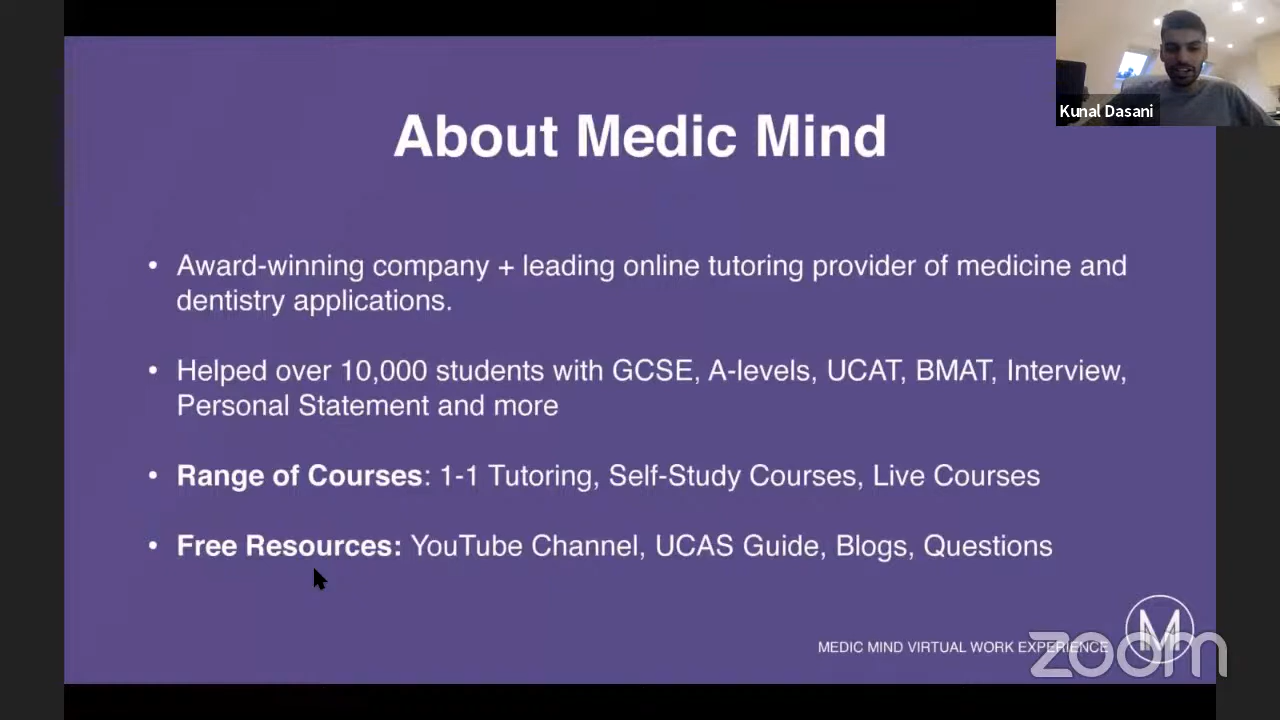 Kunal Dasani
About Medic Mind
• Award-winning company + leading online tutoring provider of medicine and
dentistry applications.
• Helped over 10,000 students with GCSE, A-levels, UCAT, BMAT, Interview,
Personal Statement and more
• Range of Courses: 1-1 Tutoring, Self-Study Courses, Live Courses
• Free Resources: YouTube Channel, UCAS Guide, Blogs, Questions
MEDIC MIND VIRTUAL WORK EXPERIENCE
M
zoom